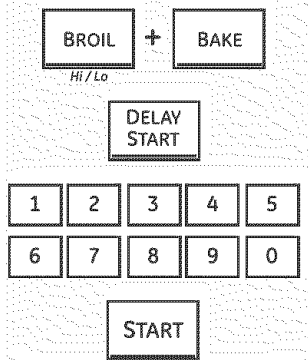 BROIL + BAKE
Hi / Lo
DELAY
START
1 2 3 4 5
6 7 8 9 0
START